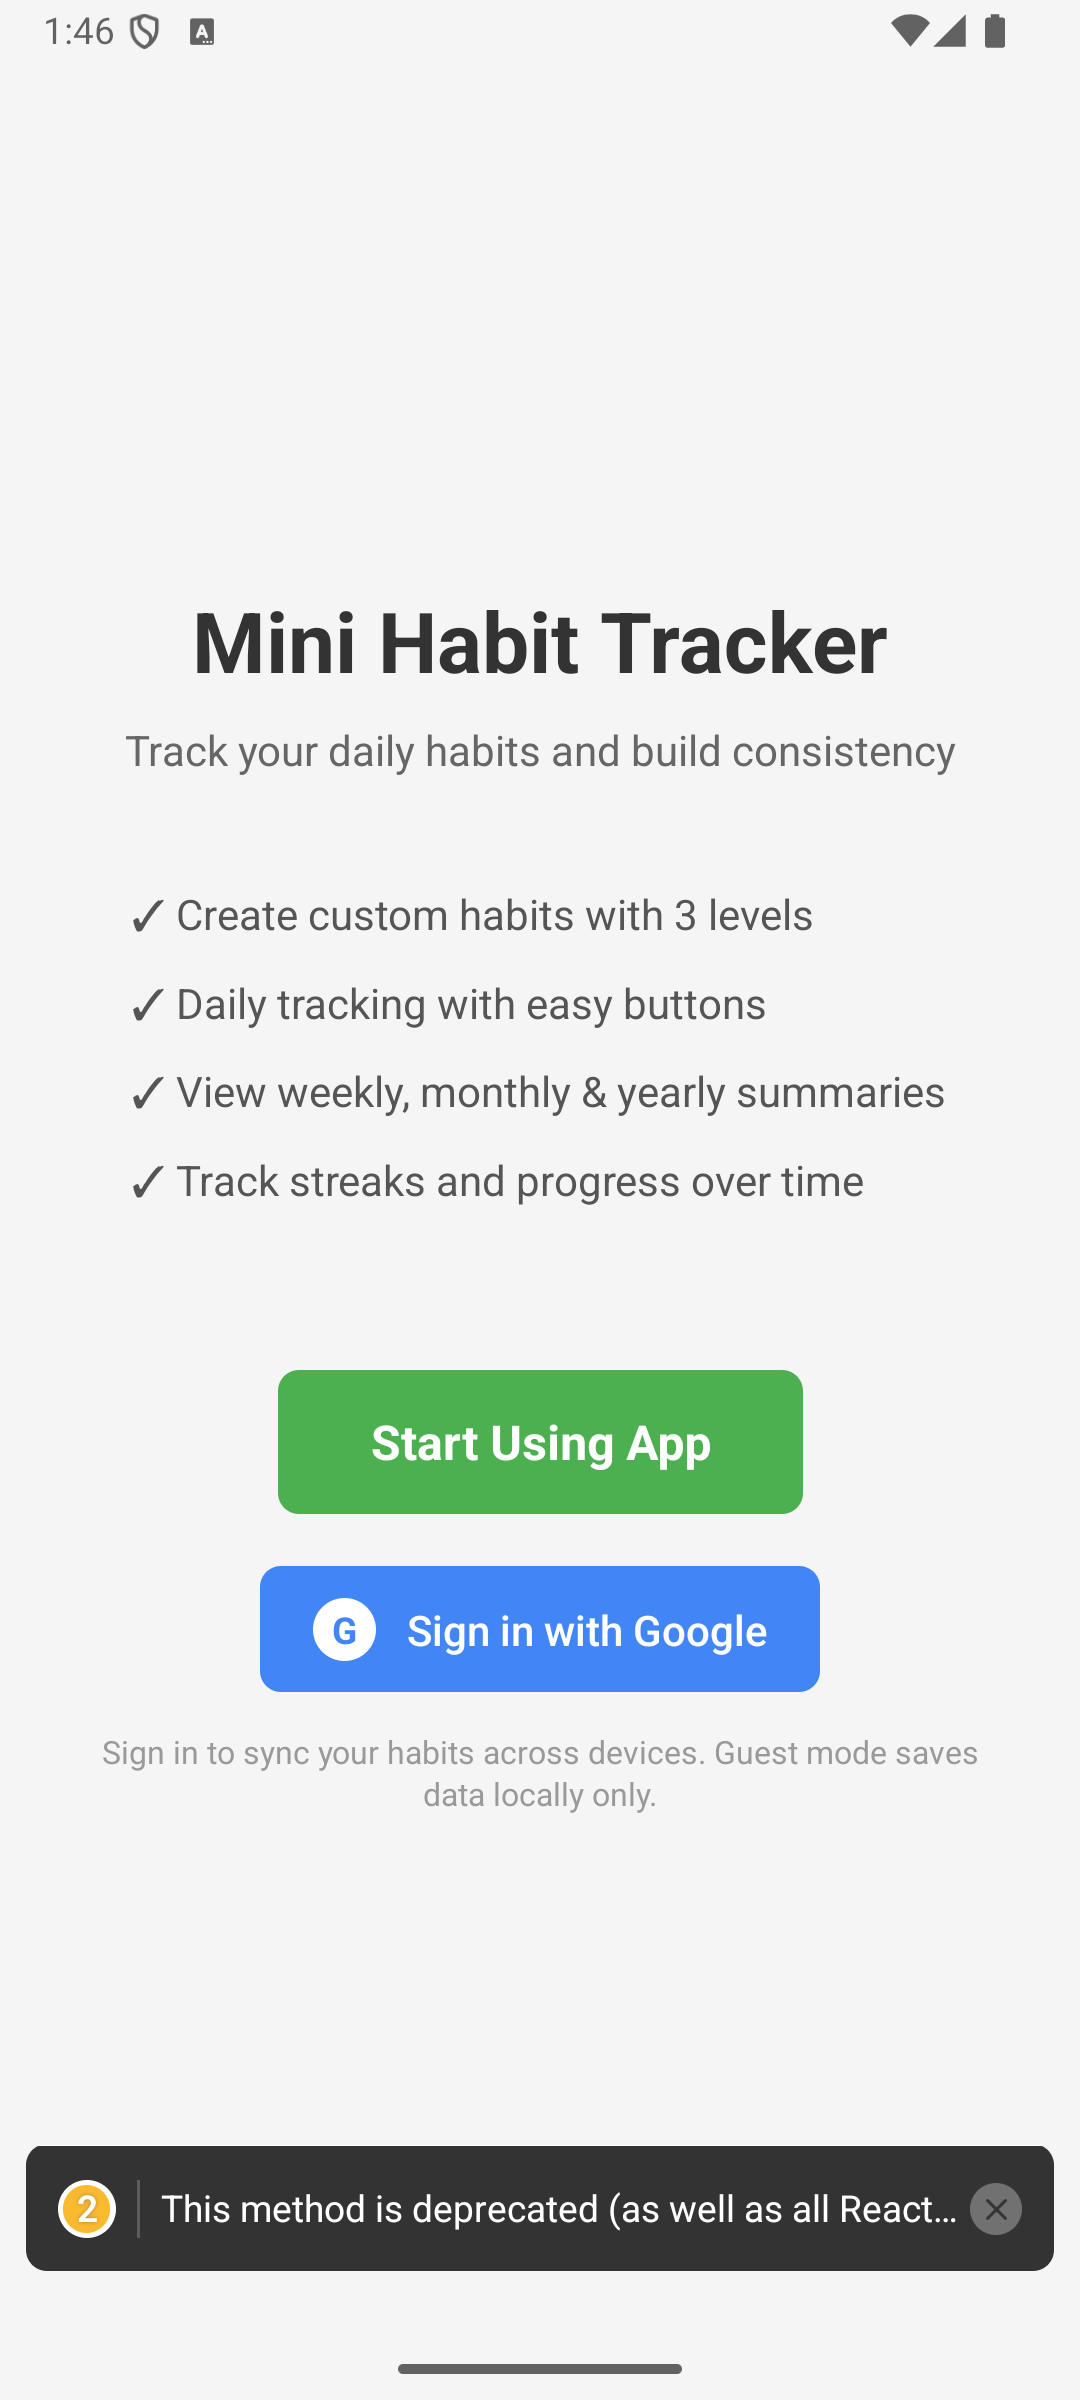 1:46
Mini Habit Tracker
Track your daily habits and build consistency
✓ Create custom habits with 3 levels
✓ Daily tracking with easy buttons
✓ View weekly, monthly & yearly summaries
✓ Track streaks and progress over time
Start Using App
G Sign in with Google
Sign in to sync your habits across devices. Guest mode saves
data locally only.
2 This method is deprecated (as well as all React...